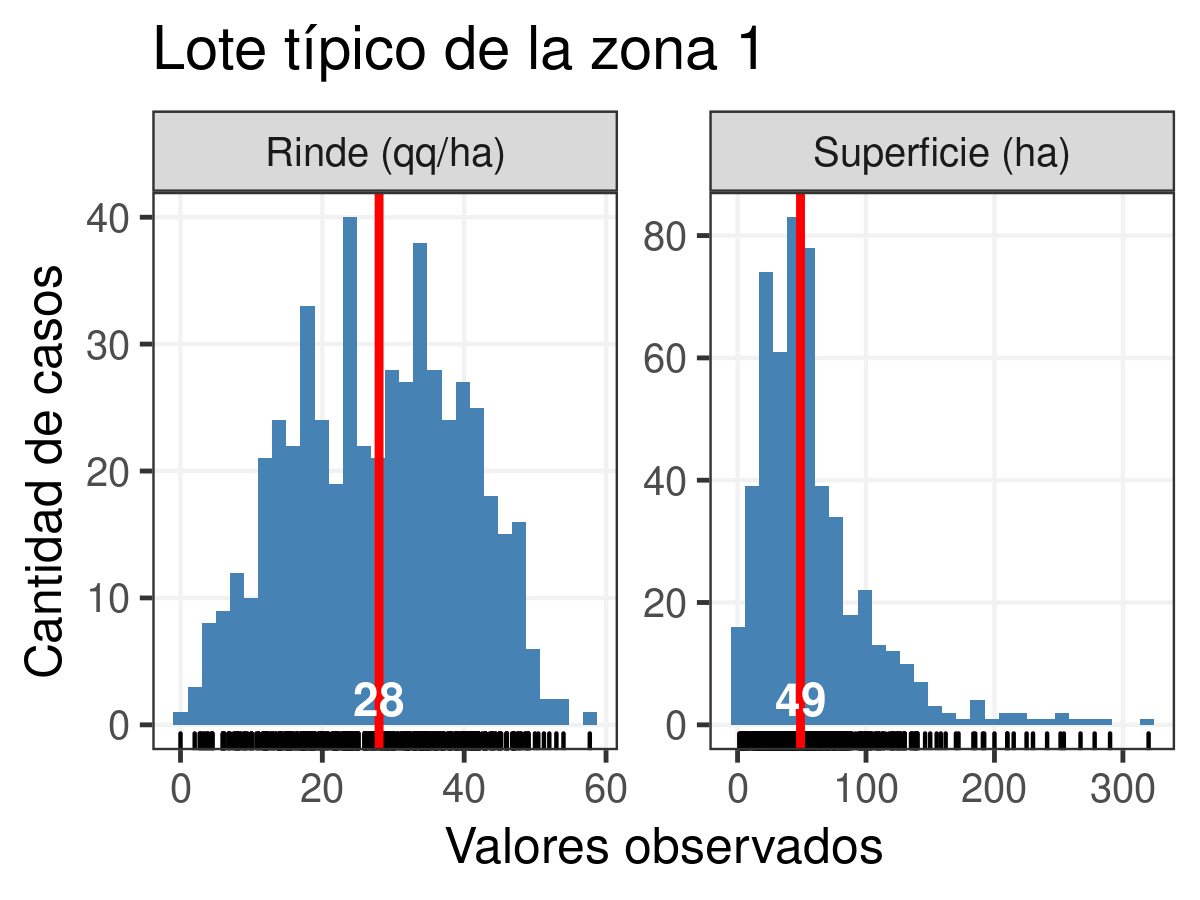 Lote típico de la zona 1
Rinde (qq/ha)
Superficie (ha)
Cantidad de casos
40
30
20
10
0
28
0 20 40 60
80
60
40
20
0
49
0 100 200 300
Valores observados